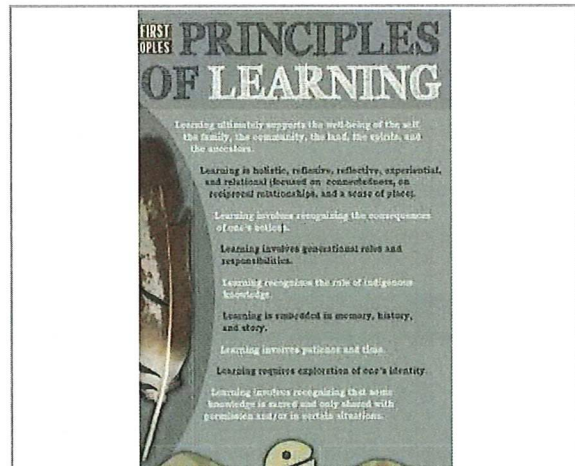 FIRST
OPLES
PRINCIPLES
OF LEARNING
Learning ultimately supports the well-being of the self
the family, the community, the land, the spirits, and
the ancestors.
Learning is holistic, reflexive, reflective, experiential,
and relational (focused on connectedness, on
reciprocal relationships, and a sense of place).
Learning involves recognizing the consequences
of one's actions.
Learning involves generational roles and
responsibilities.
Learning recognizes the role of indigenous
knowledge.
Learning is embedded in memory, history,
and story.
Learning involves patience and time.
Learning requires exploration of one's identity
Learning involves recognizing that some
knowledge is sacred and only shared with
permission and/or in certain situations.